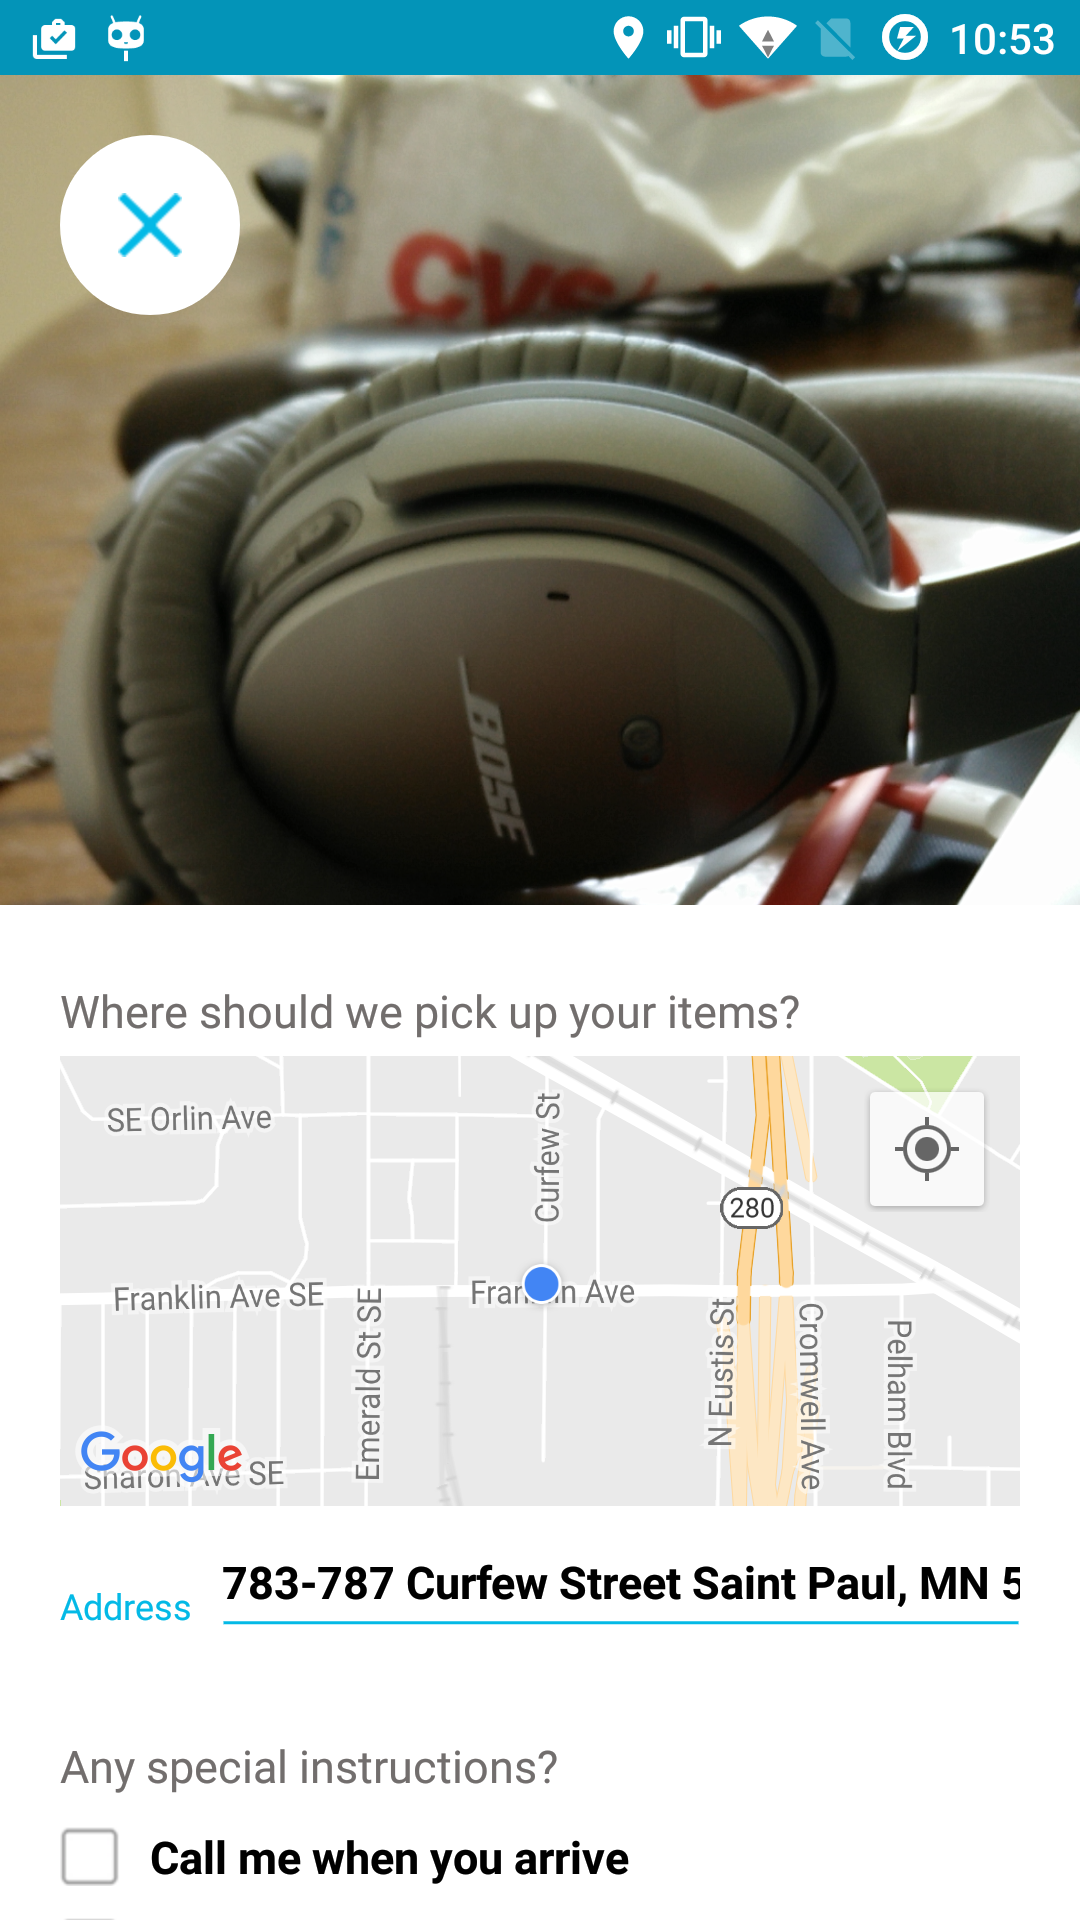 10:53
CVS/
BOSE
Where should we pick up your items?
SE Orlin Ave
Curfew St
280
Franklin Ave SE
Franklin Ave
Emerald St SE
N Eustis St
Cromwell Ave
Pelham Blvd
Google
Sharon Ave SE
Address
783-787 Curfew Street Saint Paul, MN 5
Any special instructions?
Call me when you arrive